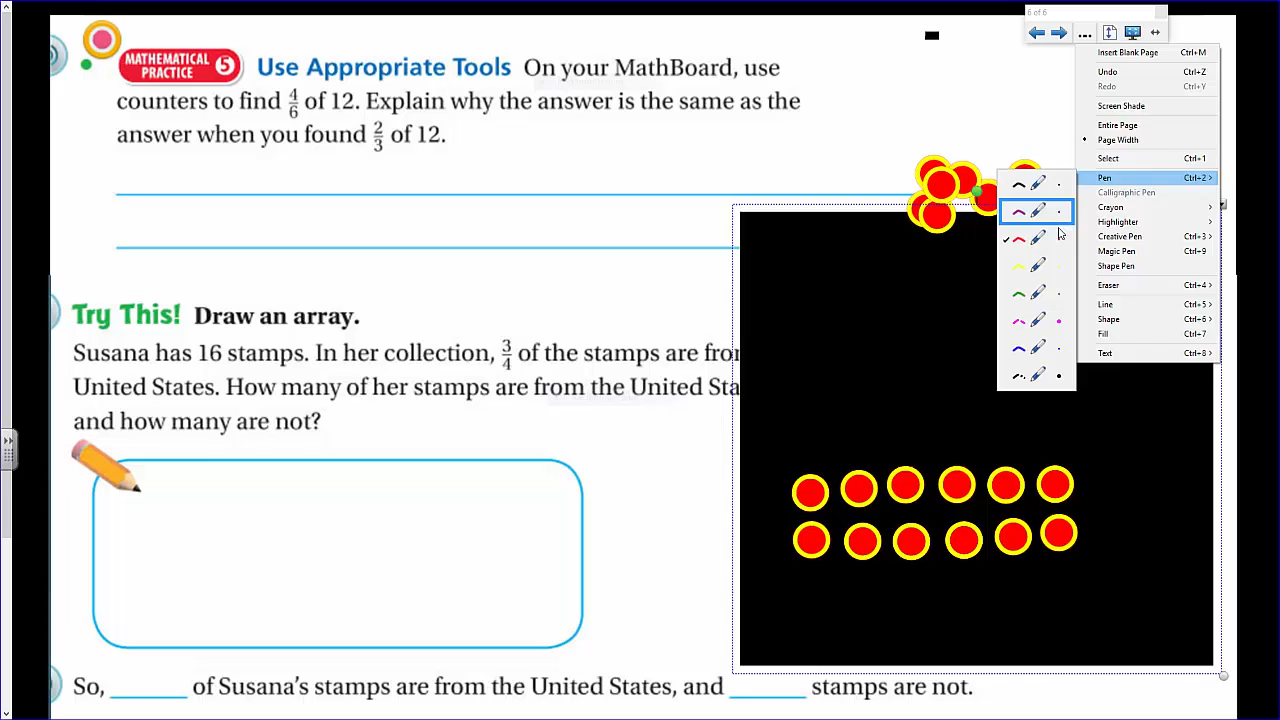 6 of 6
MATHEMATICAL
PRACTICE 5
Use Appropriate Tools On your MathBoard, use
counters to find 4/6 of 12. Explain why the answer is the same as the
answer when you found 2/3 of 12.
Try This! Draw an array.
Susana has 16 stamps. In her collection, 3/4 of the stamps are from
United States. How many of her stamps are from the United Sta
and how many are not?
So, ______ of Susana's stamps are from the United States, and ______ stamps are not.
Insert Blank Page Ctrl+M
Undo Ctrl+Z
Redo Ctrl+Y
Screen Shade
Entire Page
Page Width
Select Ctrl+1
Pen Ctrl+2
Calligraphic Pen
Crayon
Highlighter
Creative Pen Ctrl+3
Magic Pen Ctrl+9
Shape Pen
Eraser Ctrl+4
Line Ctrl+5
Shape Ctrl+6
Fill Ctrl+7
Text Ctrl+8